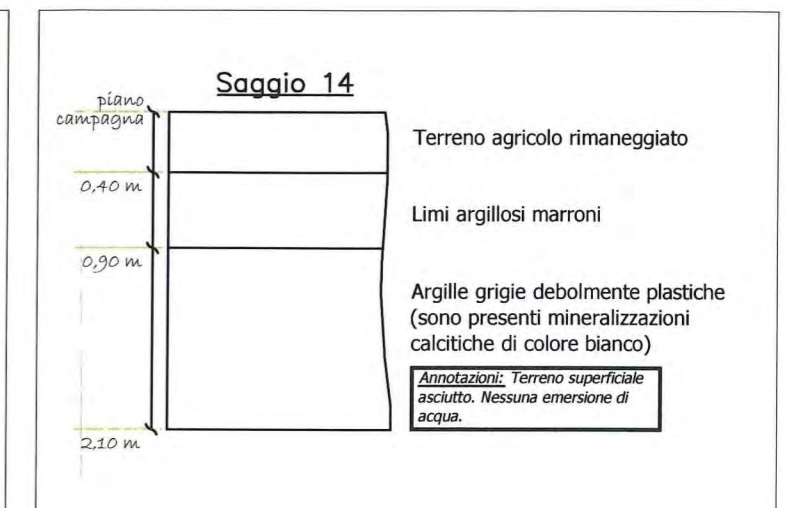 Saggio 14
piano
campagna
Terreno agricolo rimaneggiato
0,40 m
Limi argillosi marroni
0,90 m
Argille grigie debolmente plastiche
(sono presenti mineralizzazioni
calcitiche di colore bianco)
Annotazioni: Terreno superficiale
asciutto. Nessuna emersione di
acqua.
2,10 m